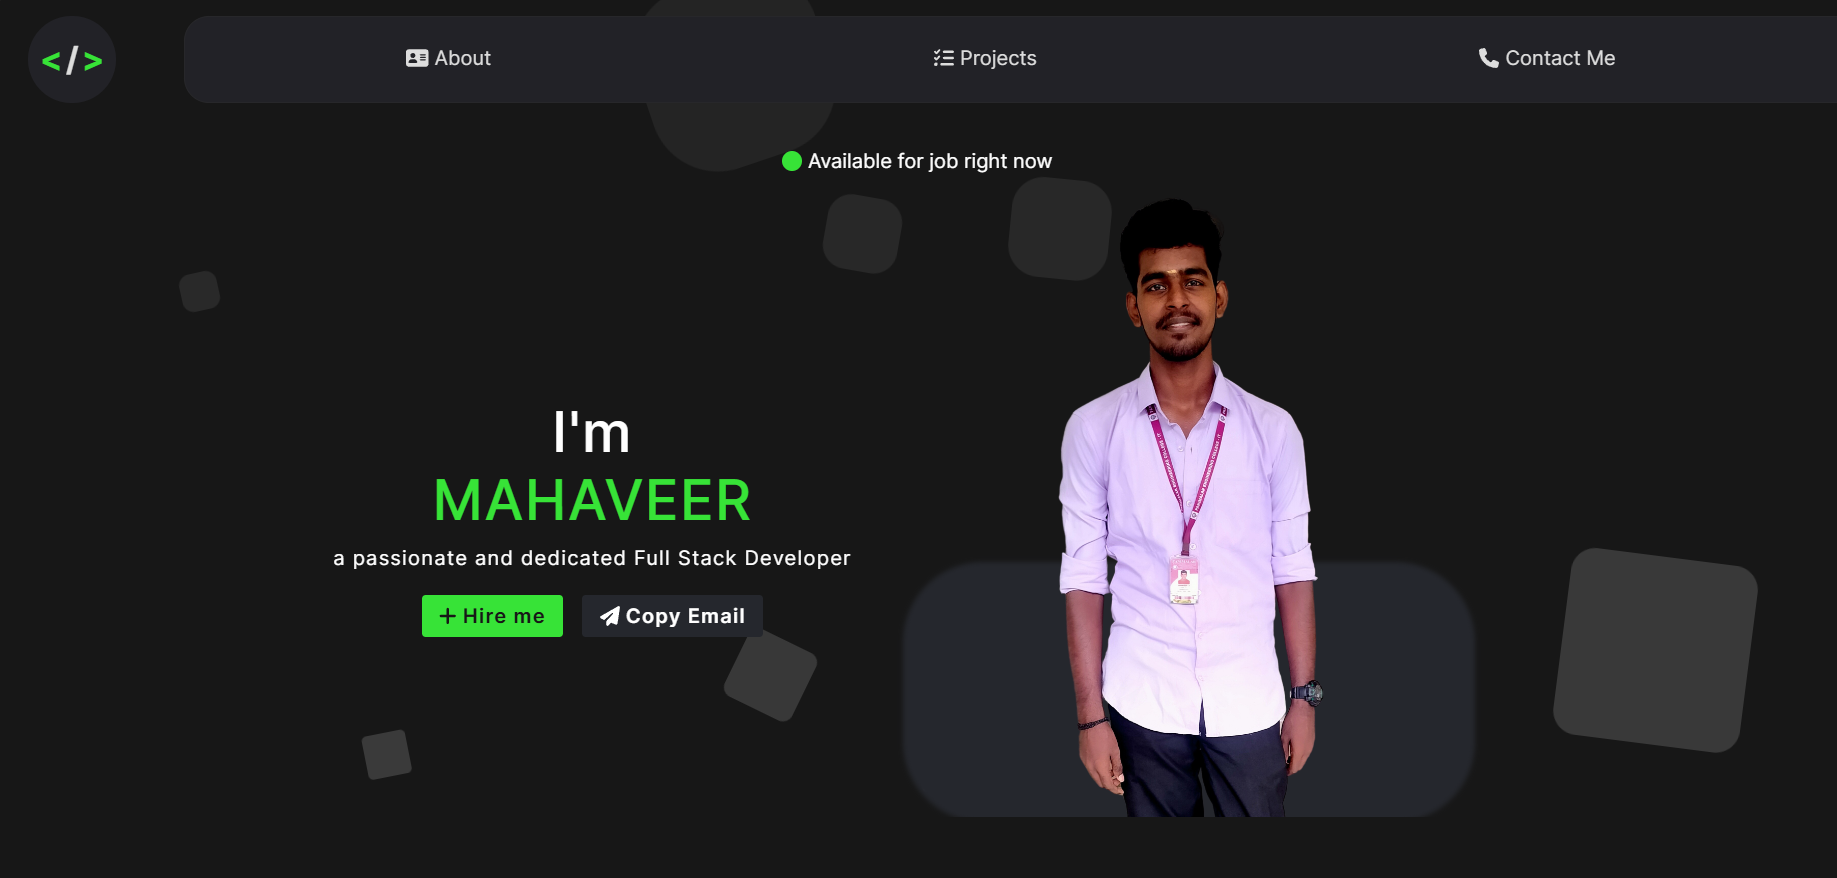 </>
About
Projects
Contact Me
Available for job right now
I'm
MAHAVEER
a passionate and dedicated Full Stack Developer
+ Hire me
Copy Email